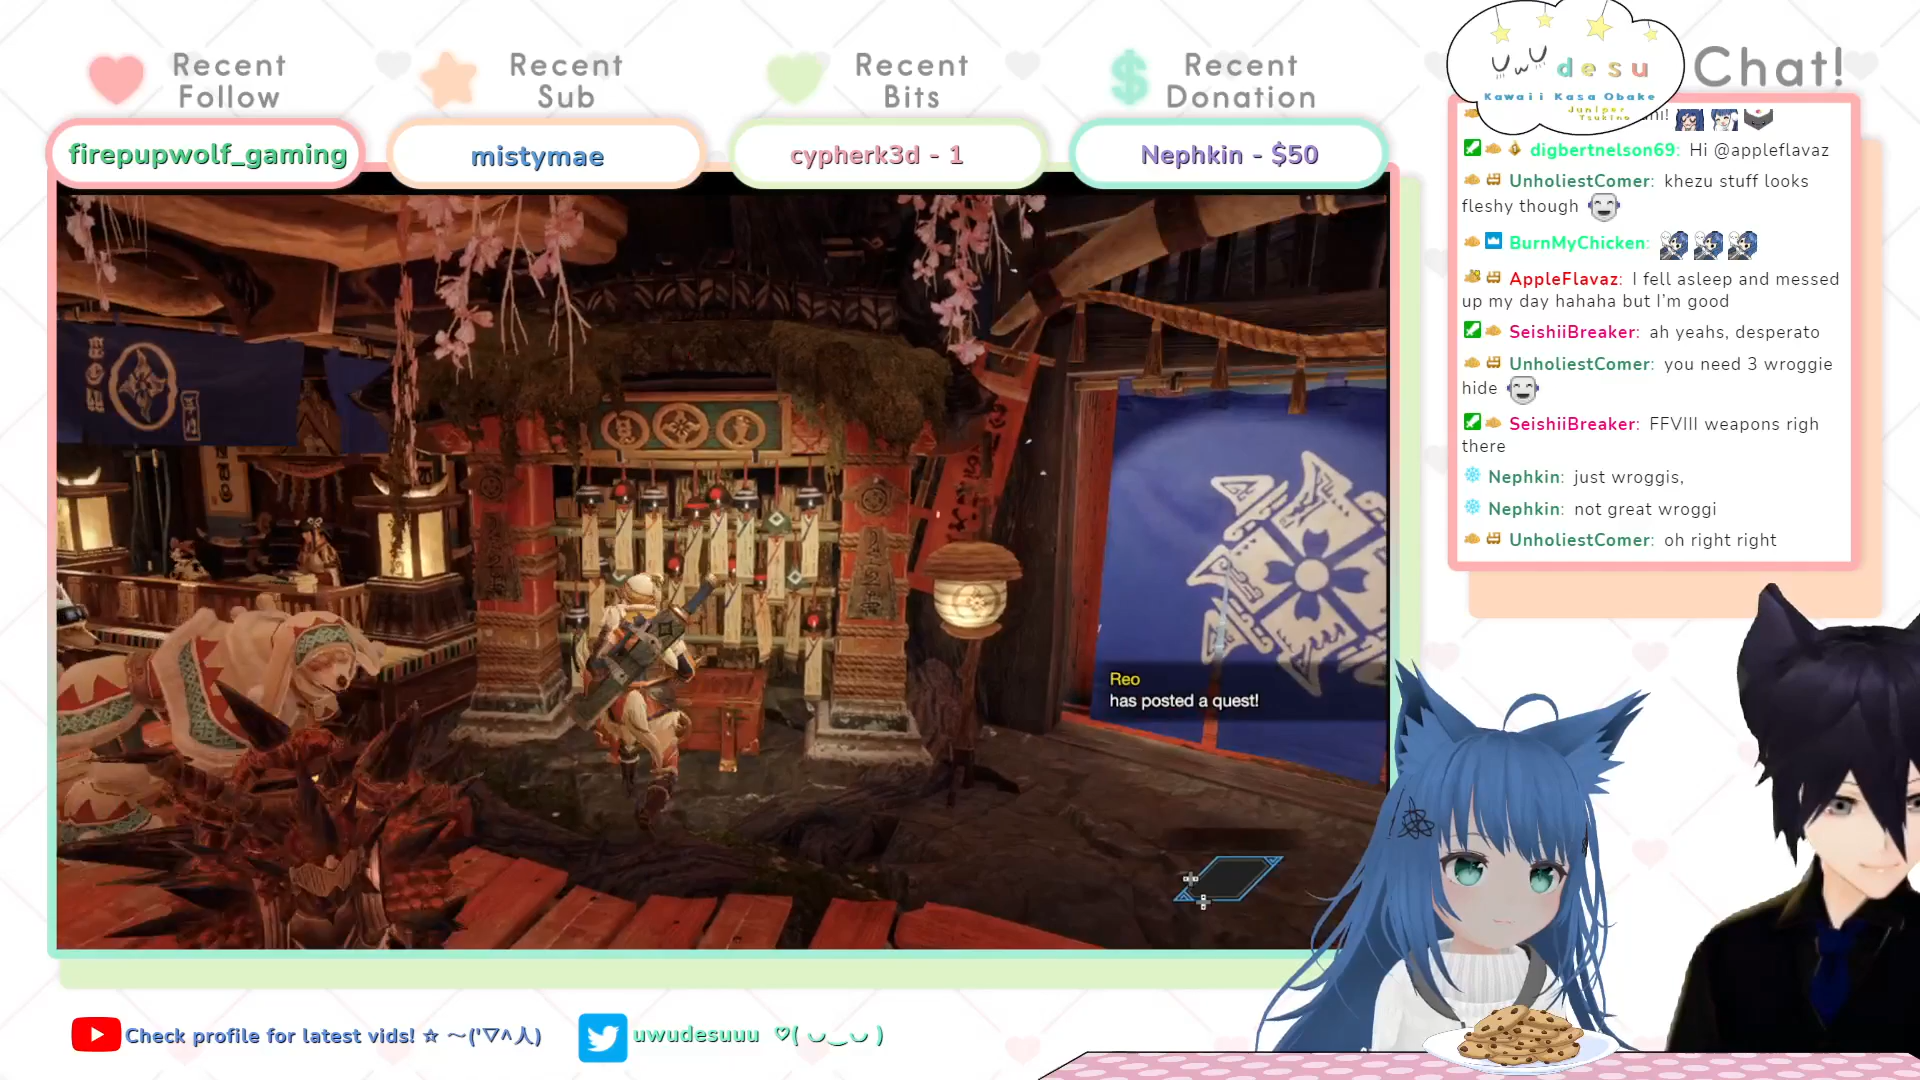 Recent
Follow
Recent
Sub
Recent
Bits
Recent
Donation
firepupwolf_gaming
mistymae
cypherk3d - 1
Nephkin - $50
UwU desu
Kawaii Kasa Obake
Juniper
Tsukino
Chat!
digbertnelson69: Hi @appleflavaz
UnholiestComer: khezu stuff looks
fleshy though
BurnMyChicken:
AppleFlavaz: I fell asleep and messed
up my day hahaha but I'm good
SeishiiBreaker: ah yeahs, desperato
UnholiestComer: you need 3 wroggie
hide
SeishiiBreaker: FFVIII weapons righ
there
Nephkin: just wroggis,
Nephkin: not great wroggi
UnholiestComer: oh right right
Reo
has posted a quest!
Check profile for latest vids! ☆ ～('▽^人)
uwudesuuu ♡( ◡‿◡ )